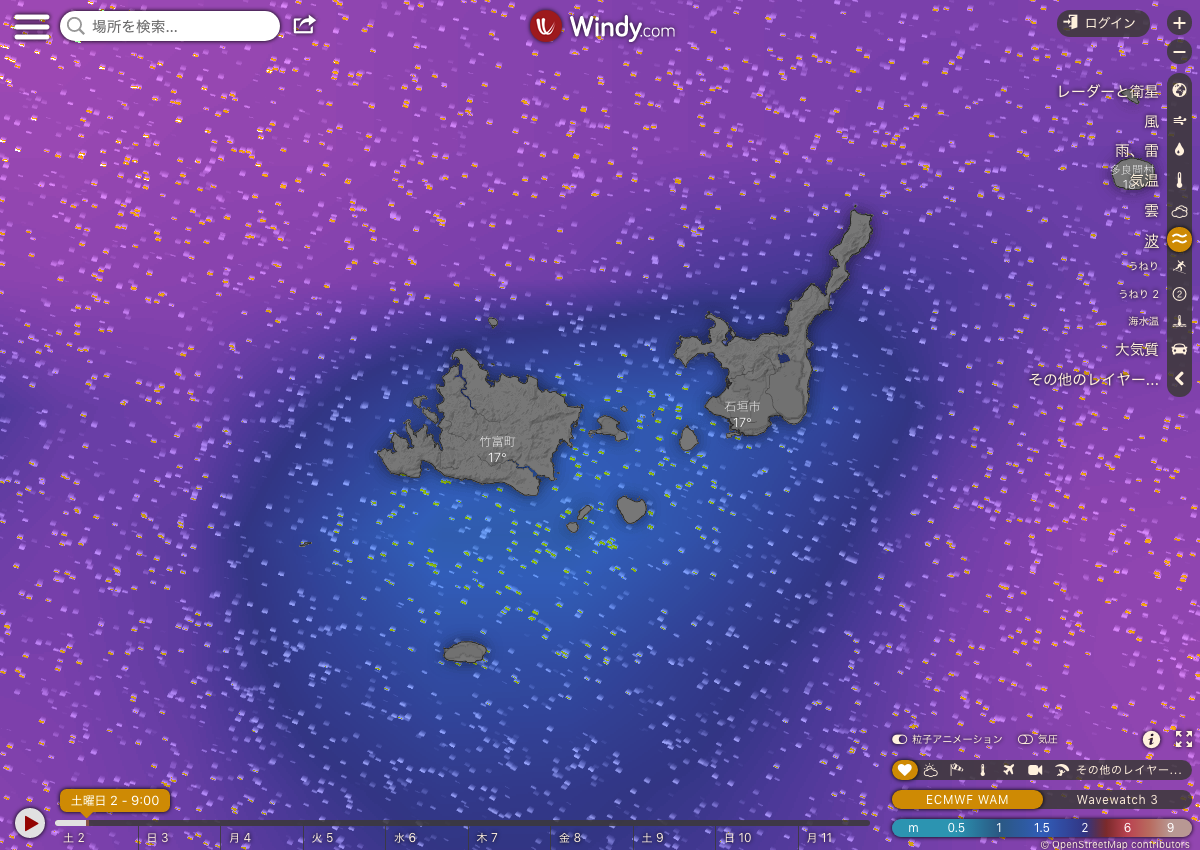 場所を検索...
Windy.com
ログイン
レーダーと衛星
風
雨、雷
多良間村
気温
雲
波
うねり
うねり 2
海水温
大気質
その他のレイヤー...
石垣市
17°
竹富町
17°
粒子アニメーション 気圧
その他のレイヤー...
土曜日 2 - 9:00
ECMWF WAM Wavewatch 3
土 2 日 3 月 4 火 5 水 6 木 7 金 8 土 9 日 10 月 11
m 0.5 1 1.5 2 6 9
© OpenStreetMap contributors